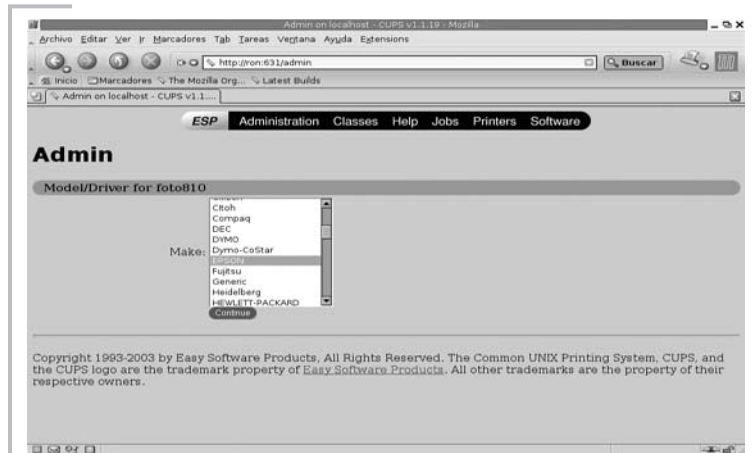 Admin on localhost - CUPS v1.1.19 - Mozilla
Archivo Editar Ver Ir Marcadores Tab Tareas Ventana Ayuda Extensions
http://ron:631/admin
Buscar
Inicio Marcadores The Mozilla Org... Latest Builds
Admin on localhost - CUPS v1.1....
ESP Administration Classes Help Jobs Printers Software
Admin
Model/Driver for foto810
Citoh
Compaq
DEC
DYMO
Make: Dymo-CoStar
EPSON
Fujitsu
Generic
Heidelberg
HEWLETT-PACKARD
Continue
Copyright 1993-2003 by Easy Software Products, All Rights Reserved. The Common UNIX Printing System, CUPS, and
the CUPS logo are the trademark property of Easy Software Products. All other trademarks are the property of their
respective owners.